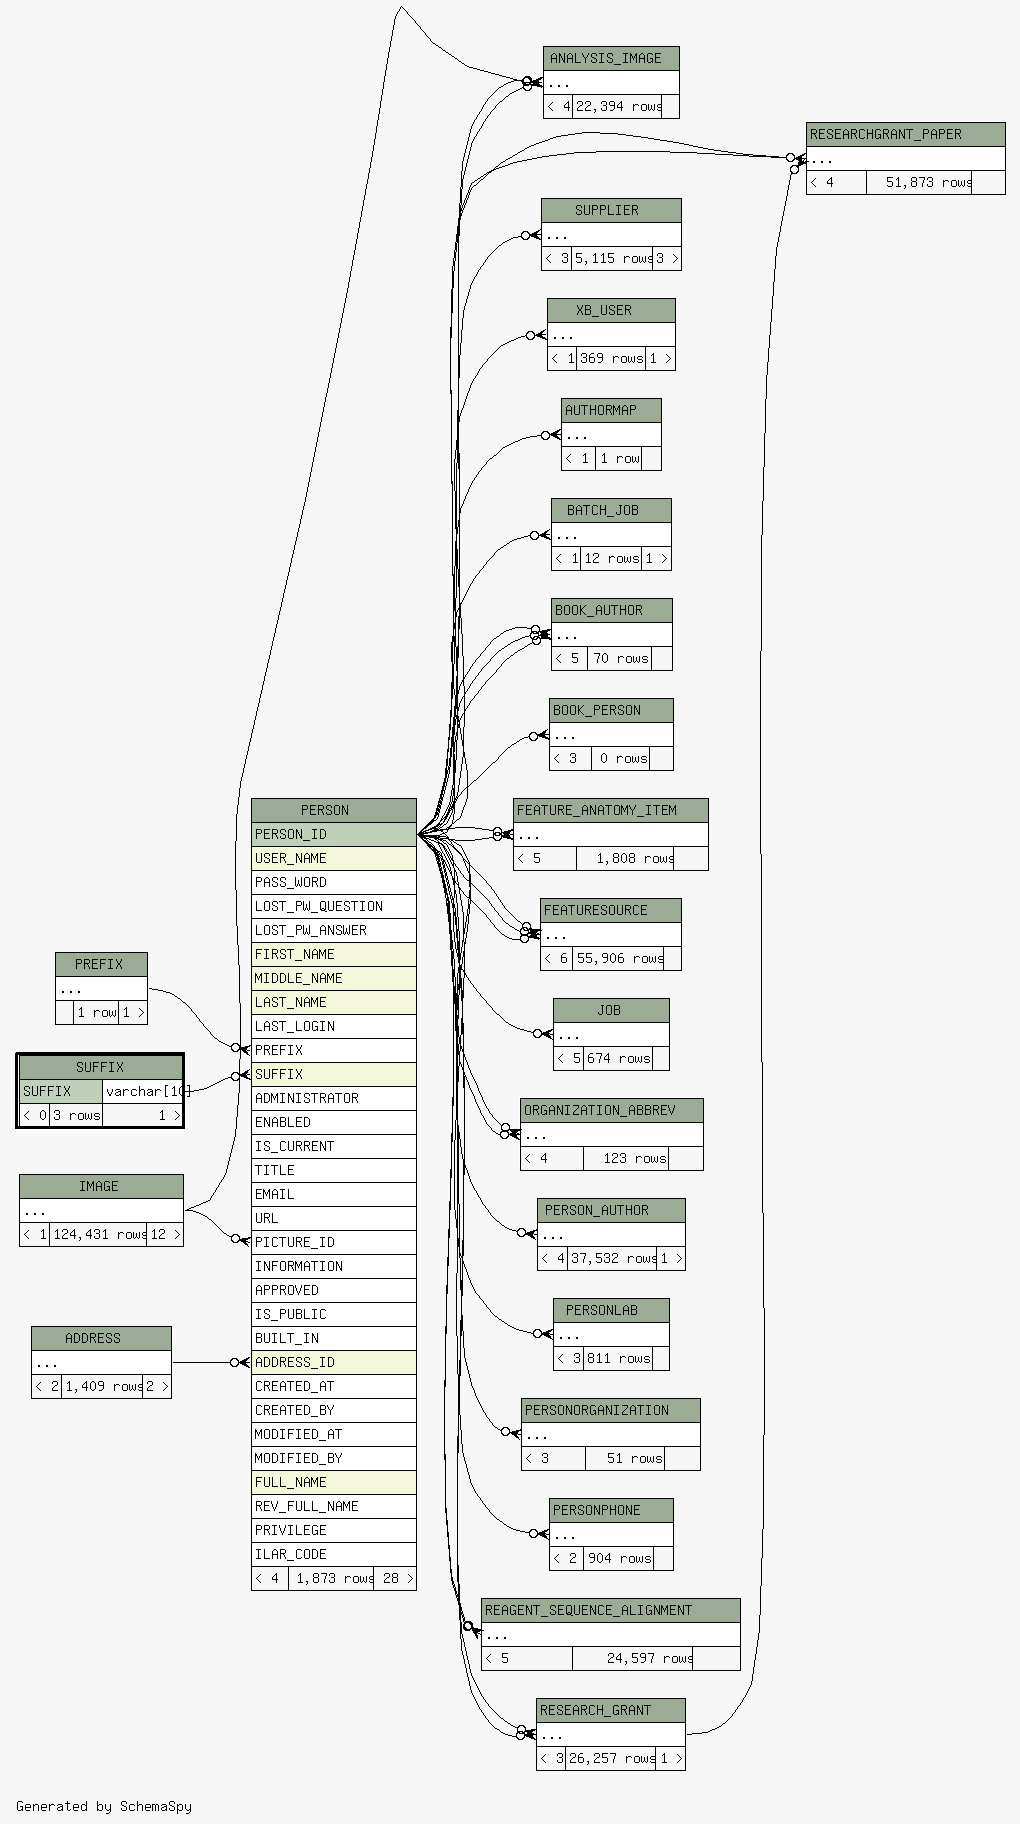 ANALYSIS_IMAGE
...
< 4 22,394 rows
RESEARCHGRANT_PAPER
...
< 4 51,873 rows
SUPPLIER
...
< 3 5,115 rows 3 >
XB_USER
...
< 1 369 rows 1 >
AUTHORMAP
...
< 1 1 row
BATCH_JOB
...
< 1 12 rows 1 >
BOOK_AUTHOR
...
< 5 70 rows
BOOK_PERSON
...
< 3 0 rows
FEATURE_ANATOMY_ITEM
...
< 5 1,808 rows
FEATURESOURCE
...
< 6 55,906 rows
JOB
...
< 5 674 rows
ORGANIZATION_ABBREV
...
< 4 123 rows
PERSON_AUTHOR
...
< 4 37,532 rows 1 >
PERSONLAB
...
< 3 811 rows
PERSONORGANIZATION
...
< 3 51 rows
PERSONPHONE
...
< 2 904 rows
REAGENT_SEQUENCE_ALIGNMENT
...
< 5 24,597 rows
RESEARCH_GRANT
...
< 3 26,257 rows 1 >
PERSON
PERSON_ID
USER_NAME
PASS_WORD
LOST_PW_QUESTION
LOST_PW_ANSWER
FIRST_NAME
MIDDLE_NAME
LAST_NAME
LAST_LOGIN
PREFIX
SUFFIX
ADMINISTRATOR
ENABLED
IS_CURRENT
TITLE
EMAIL
URL
PICTURE_ID
INFORMATION
APPROVED
IS_PUBLIC
BUILT_IN
ADDRESS_ID
CREATED_AT
CREATED_BY
MODIFIED_AT
MODIFIED_BY
FULL_NAME
REV_FULL_NAME
PRIVILEGE
ILAR_CODE
< 4 1,873 rows 28 >
PREFIX
...
1 row 1 >
SUFFIX
SUFFIX varchar[10]
< 0 3 rows 1 >
IMAGE
...
< 1 124,431 rows 12 >
ADDRESS
...
< 2 1,409 rows 2 >
Generated by SchemaSpy